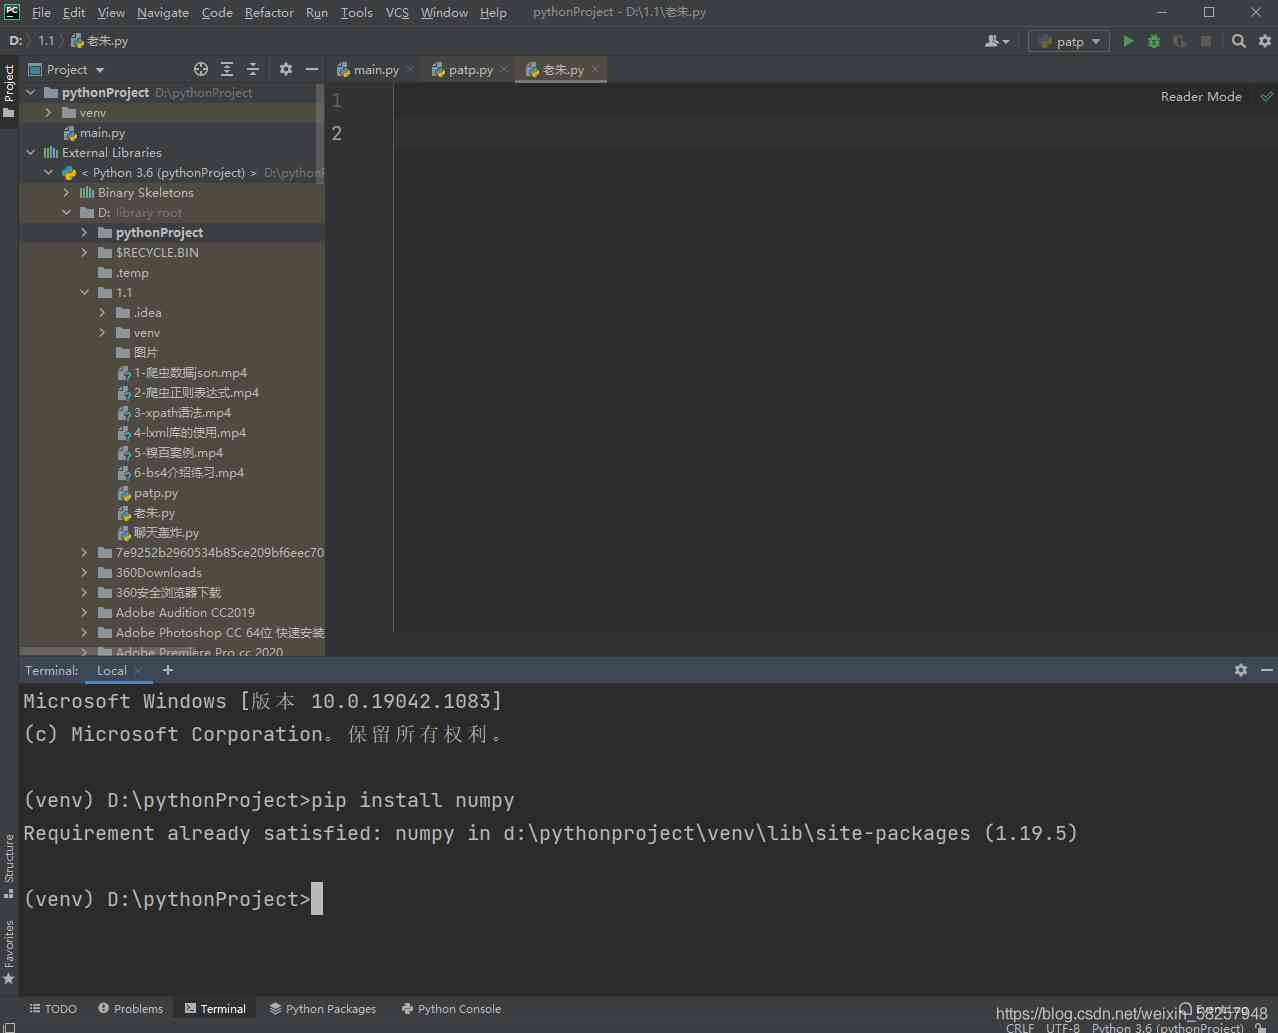 PC File Edit View Navigate Code Refactor Run Tools VCS Window Help pythonProject - D:\1.1\老朱.py
D: 1.1 老朱.py patp
Project
Project
main.py patp.py 老朱.py
pythonProject D:\pythonProject
venv
main.py
External Libraries
< Python 3.6 (pythonProject) > D:\pythonP
Binary Skeletons
D: library root
pythonProject
$RECYCLE.BIN
.temp
1.1
.idea
venv
图片
1-爬虫数据json.mp4
2-爬虫正则表达式.mp4
3-xpath语法.mp4
4-lxml库的使用.mp4
5-糗百案例.mp4
6-bs4介绍练习.mp4
patp.py
老朱.py
聊天轰炸.py
7e9252b2960534b85ce209bf6eec70
360Downloads
360安全浏览器下载
Adobe Audition CC2019
Adobe Photoshop CC 64位 快速安装
Adobe Premiere Pro cc 2020
1
2
Reader Mode
Terminal: Local +
Microsoft Windows [版本 10.0.19042.1083]
(c) Microsoft Corporation。保留所有权利。
(venv) D:\pythonProject>pip install numpy
Requirement already satisfied: numpy in d:\pythonproject\venv\lib\site-packages (1.19.5)
(venv) D:\pythonProject>
Structure
Favorites
TODO Problems Terminal Python Packages Python Console
https://blog.csdn.net/weixin_58257948
CRLF UTF-8 Python 3.6 (pythonProject)